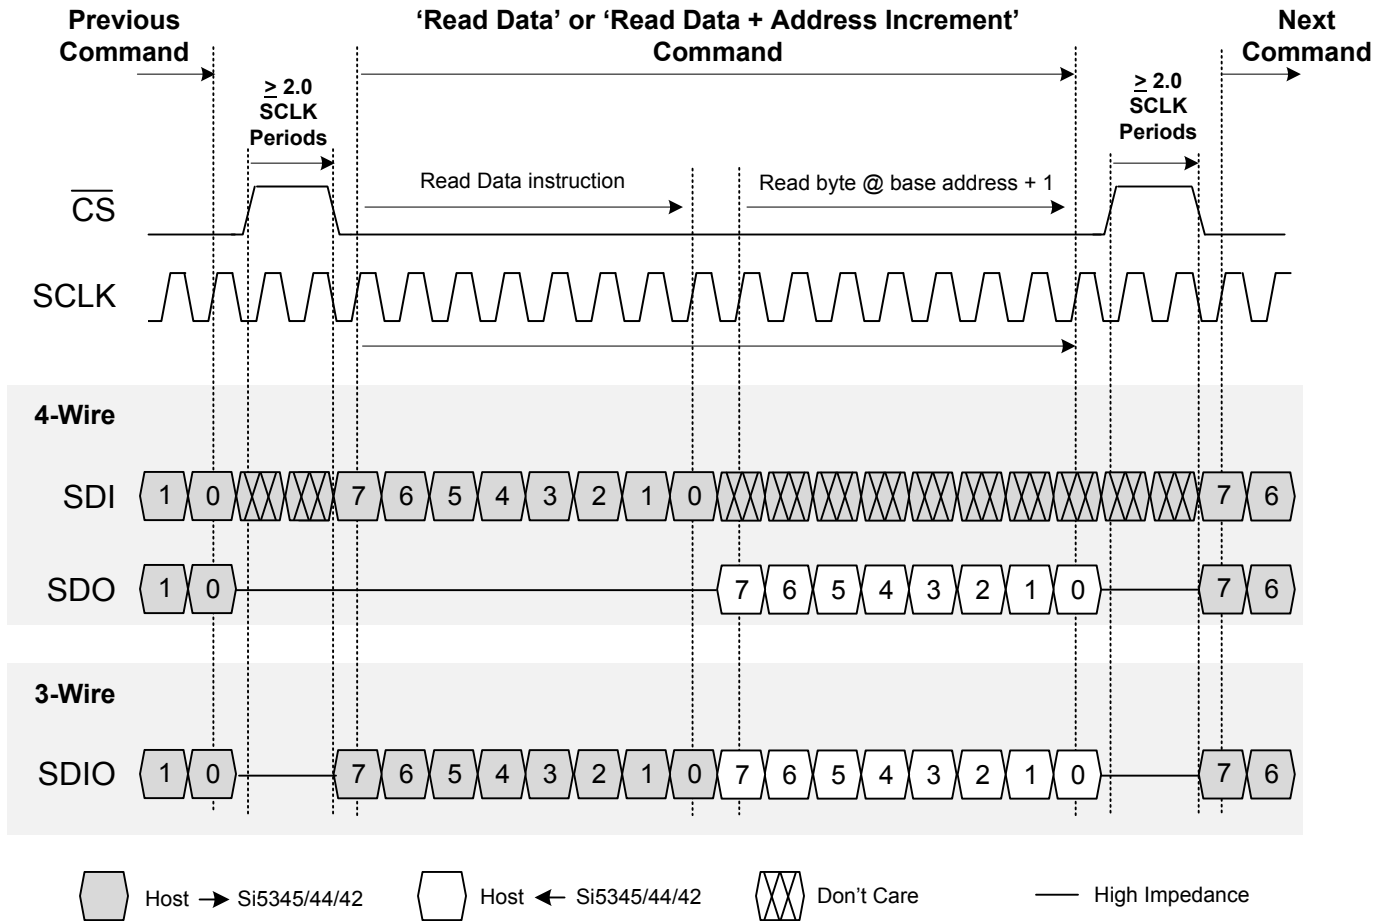 Previous Command
‘Read Data’ or ‘Read Data + Address Increment’ Command
Next Command
≥ 2.0
SCLK
Periods
≥ 2.0
SCLK
Periods
Read Data instruction
Read byte @ base address + 1
CS
SCLK
4-Wire
SDI 1 0 7 6 5 4 3 2 1 0 7 6
SDO 1 0 7 6 5 4 3 2 1 0 7 6
3-Wire
SDIO 1 0 7 6 5 4 3 2 1 0 7 6 5 4 3 2 1 0 7 6
Host → Si5345/44/42
Host ← Si5345/44/42
Don’t Care
High Impedance